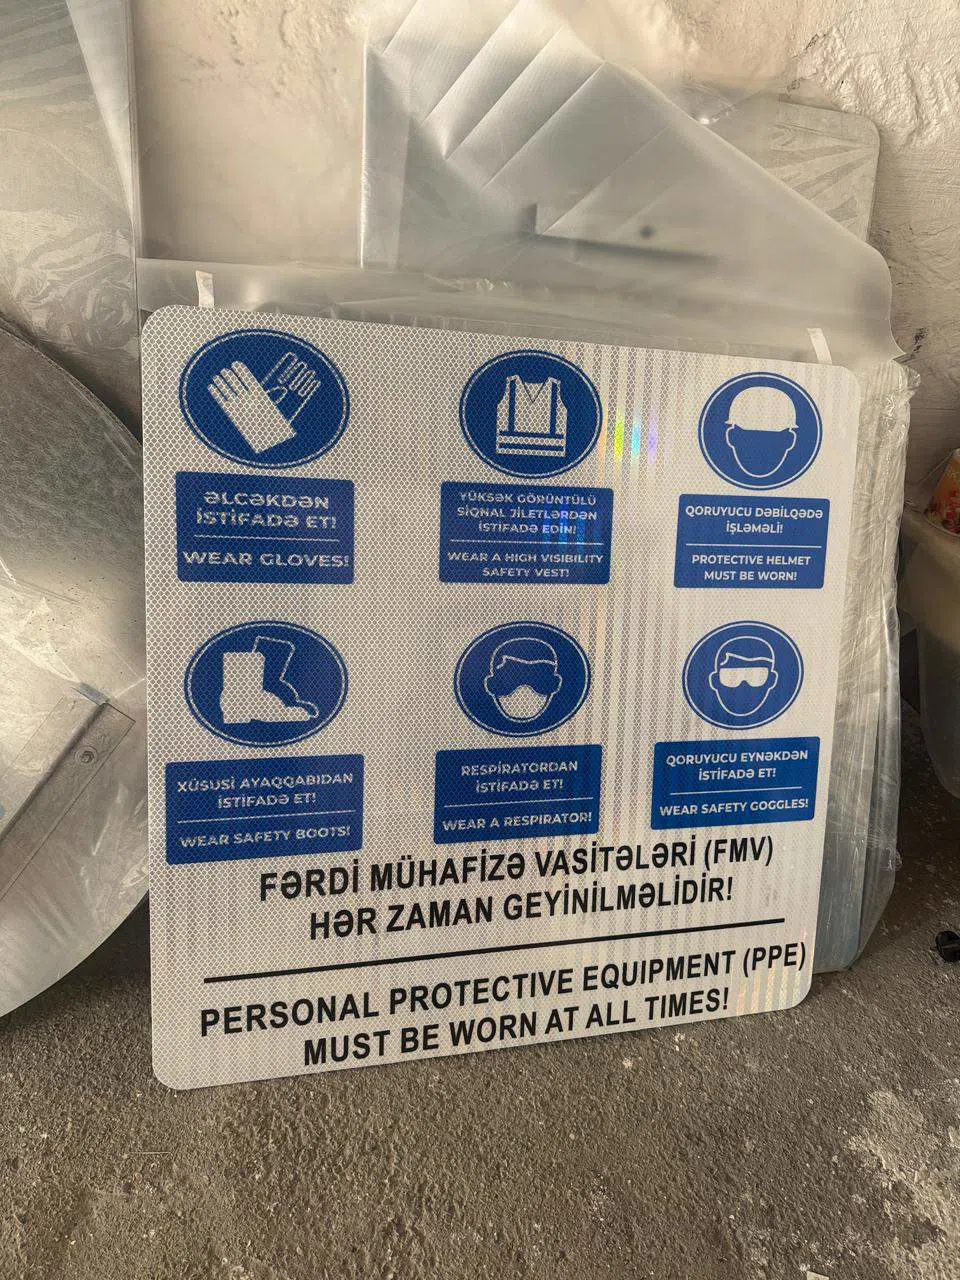 ƏLCƏKDƏN
İSTİFADƏ ET!
WEAR GLOVES!
YÜKSƏK GÖRÜNTÜLÜ
SİQNAL JİLETLƏRDƏN
İSTİFADƏ EDİN!
WEAR A HIGH VISIBILITY
SAFETY VEST!
QORUYUCU DƏBİLQƏDƏ
İŞLƏMƏLİ!
PROTECTIVE HELMET
MUST BE WORN!
XÜSUSİ AYAQQABIDAN
İSTİFADƏ ET!
WEAR SAFETY BOOTS!
RESPİRATORDAN
İSTİFADƏ ET!
WEAR A RESPIRATOR!
QORUYUCU EYNƏKDƏN
İSTİFADƏ ET!
WEAR SAFETY GOGGLES!
FƏRDİ MÜHAFİZƏ VASİTƏLƏRİ (FMV)
HƏR ZAMAN GEYİNİLMƏLİDİR!
PERSONAL PROTECTIVE EQUIPMENT (PPE)
MUST BE WORN AT ALL TIMES!